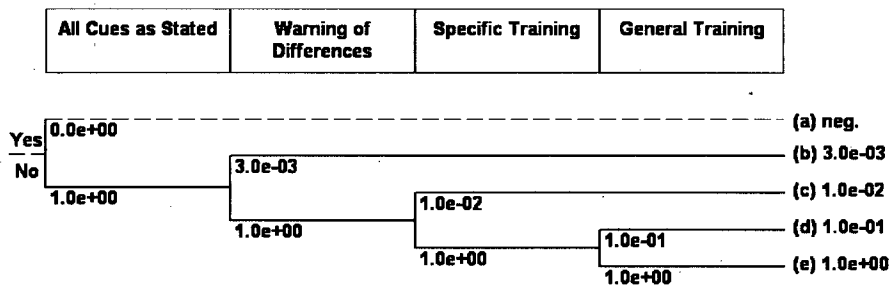 All Cues as Stated
Warning of
Differences
Specific Training
General Training
Yes
No
0.0e+00
(a) neg.
3.0e-03
(b) 3.0e-03
1.0e+00
1.0e-02
(c) 1.0e-02
1.0e+00
1.0e-01
(d) 1.0e-01
1.0e+00
1.0e+00
(e) 1.0e+00